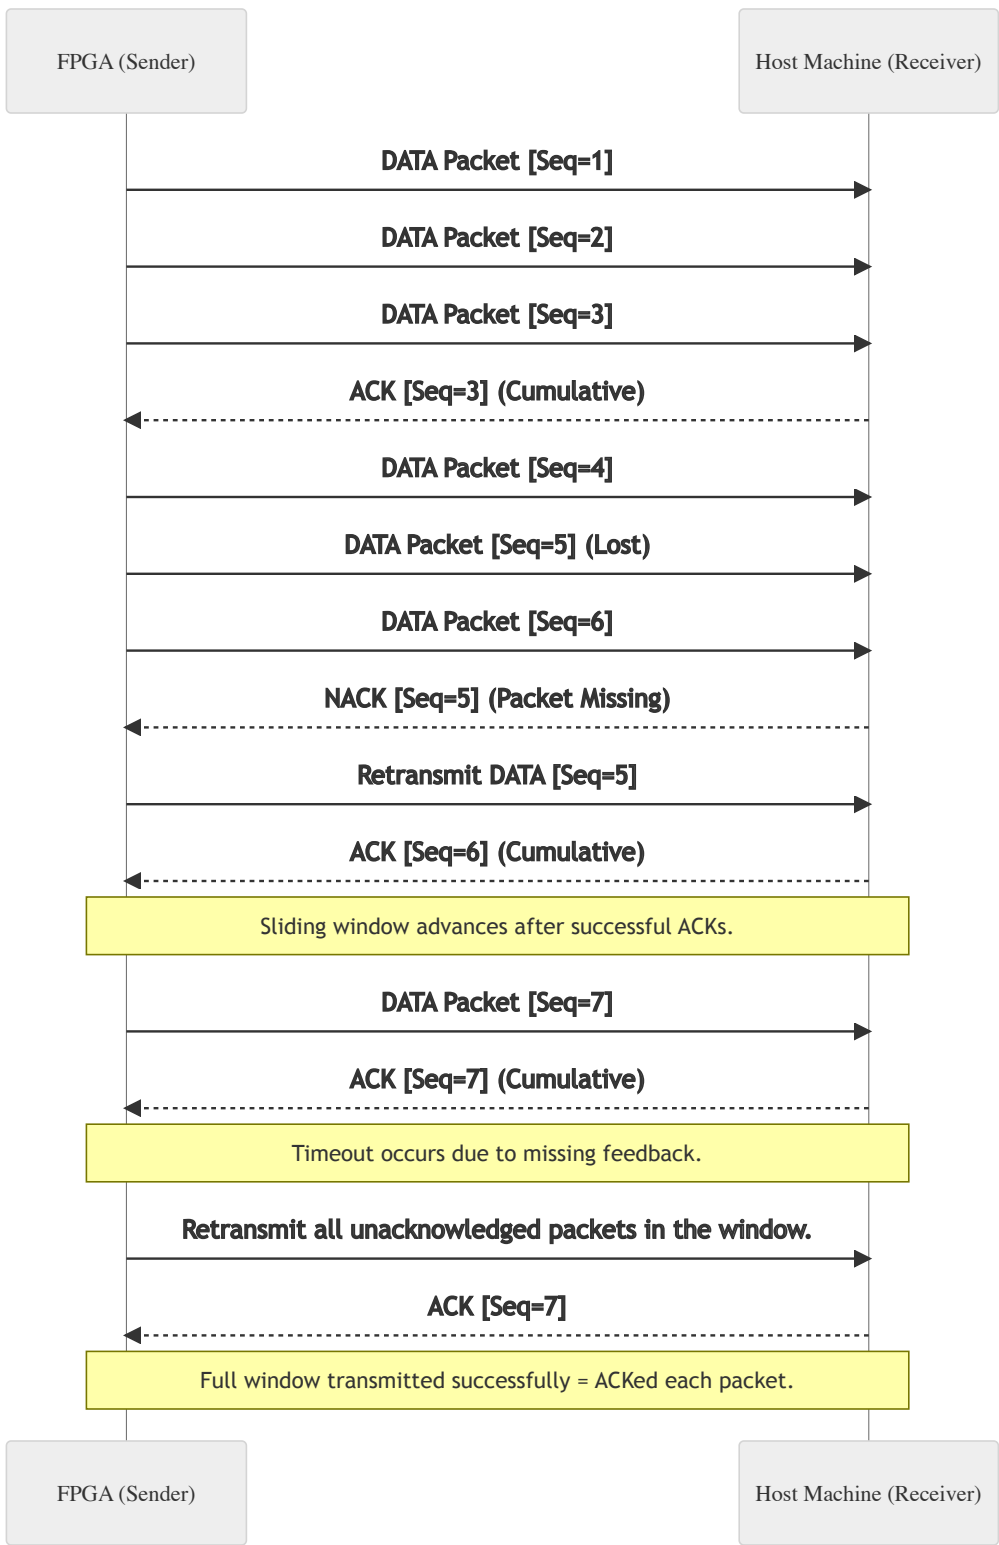 FPGA (Sender)
Host Machine (Receiver)
DATA Packet [Seq=1]
DATA Packet [Seq=2]
DATA Packet [Seq=3]
ACK [Seq=3] (Cumulative)
DATA Packet [Seq=4]
DATA Packet [Seq=5] (Lost)
DATA Packet [Seq=6]
NACK [Seq=5] (Packet Missing)
Retransmit DATA [Seq=5]
ACK [Seq=6] (Cumulative)
Sliding window advances after successful ACKs.
DATA Packet [Seq=7]
ACK [Seq=7] (Cumulative)
Timeout occurs due to missing feedback.
Retransmit all unacknowledged packets in the window.
ACK [Seq=7]
Full window transmitted successfully = ACKed each packet.
FPGA (Sender)
Host Machine (Receiver)